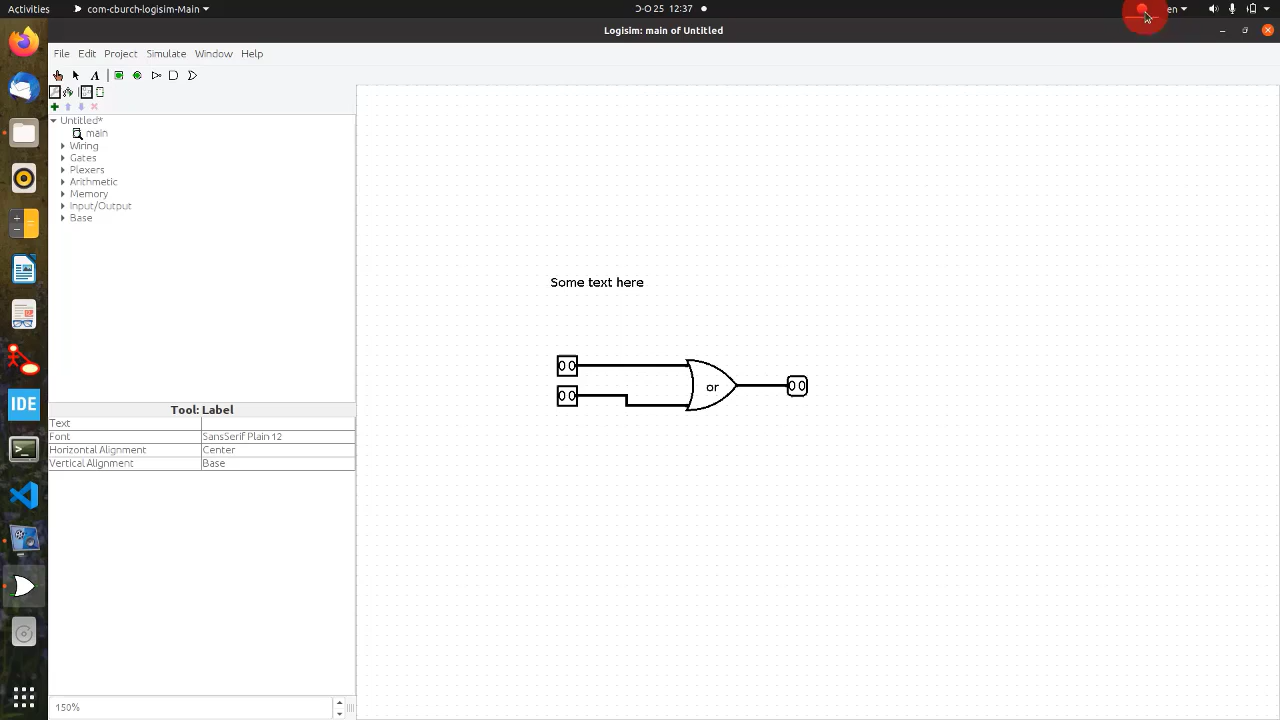 Activities
com-cburch-logisim-Main
25 12:37
en
Logisim: main of Untitled
File Edit Project Simulate Window Help
A
Untitled*
main
Wiring
Gates
Plexers
Arithmetic
Memory
Input/Output
Base
Some text here
00
00
or
00
IDE
Tool: Label
Text
Font SansSerif Plain 12
Horizontal Alignment Center
Vertical Alignment Base
150%